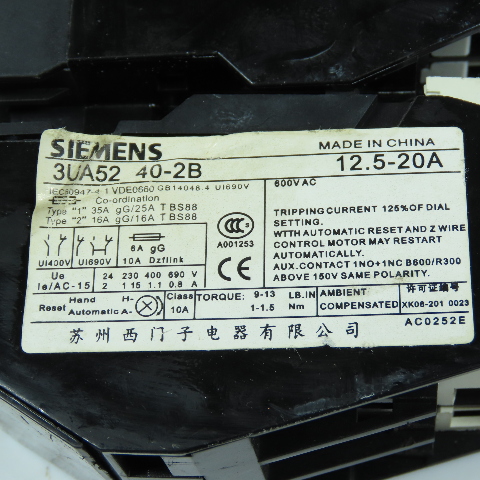 SIEMENS
MADE IN CHINA
3UA52 40-2B
12.5-20A
IEC60947-4-1 VDE0660 GB14048.4 UI690V
600VAC
Co-ordination
Type "1" 35A gG/25A T BS88
Type "2" 16A gG/16A T BS88
TRIPPING CURRENT 125% OF DIAL
SETTING.
WITH AUTOMATIC RESET AND 2 WIRE
CONTROL MOTOR MAY RESTART
AUTOMATICALLY.
AUX.CONTACT 1NO+1NC B600/R300
ABOVE 150V SAME POLARITY.
CCC
A001253
CE
UI400V UI690V
6A gG
10A Dzflink
Ue 24 230 400 690 V
Ie/AC-15 2 1.15 1.1 0.8 A
Reset Hand H-
Automatic A-
Class
10A
TORQUE: 9-13 LB.IN
1-1.5 Nm
AMBIENT
COMPENSATED
许可证编号
XK06-201 0023
苏州西门子电器有限公司
AC0252E